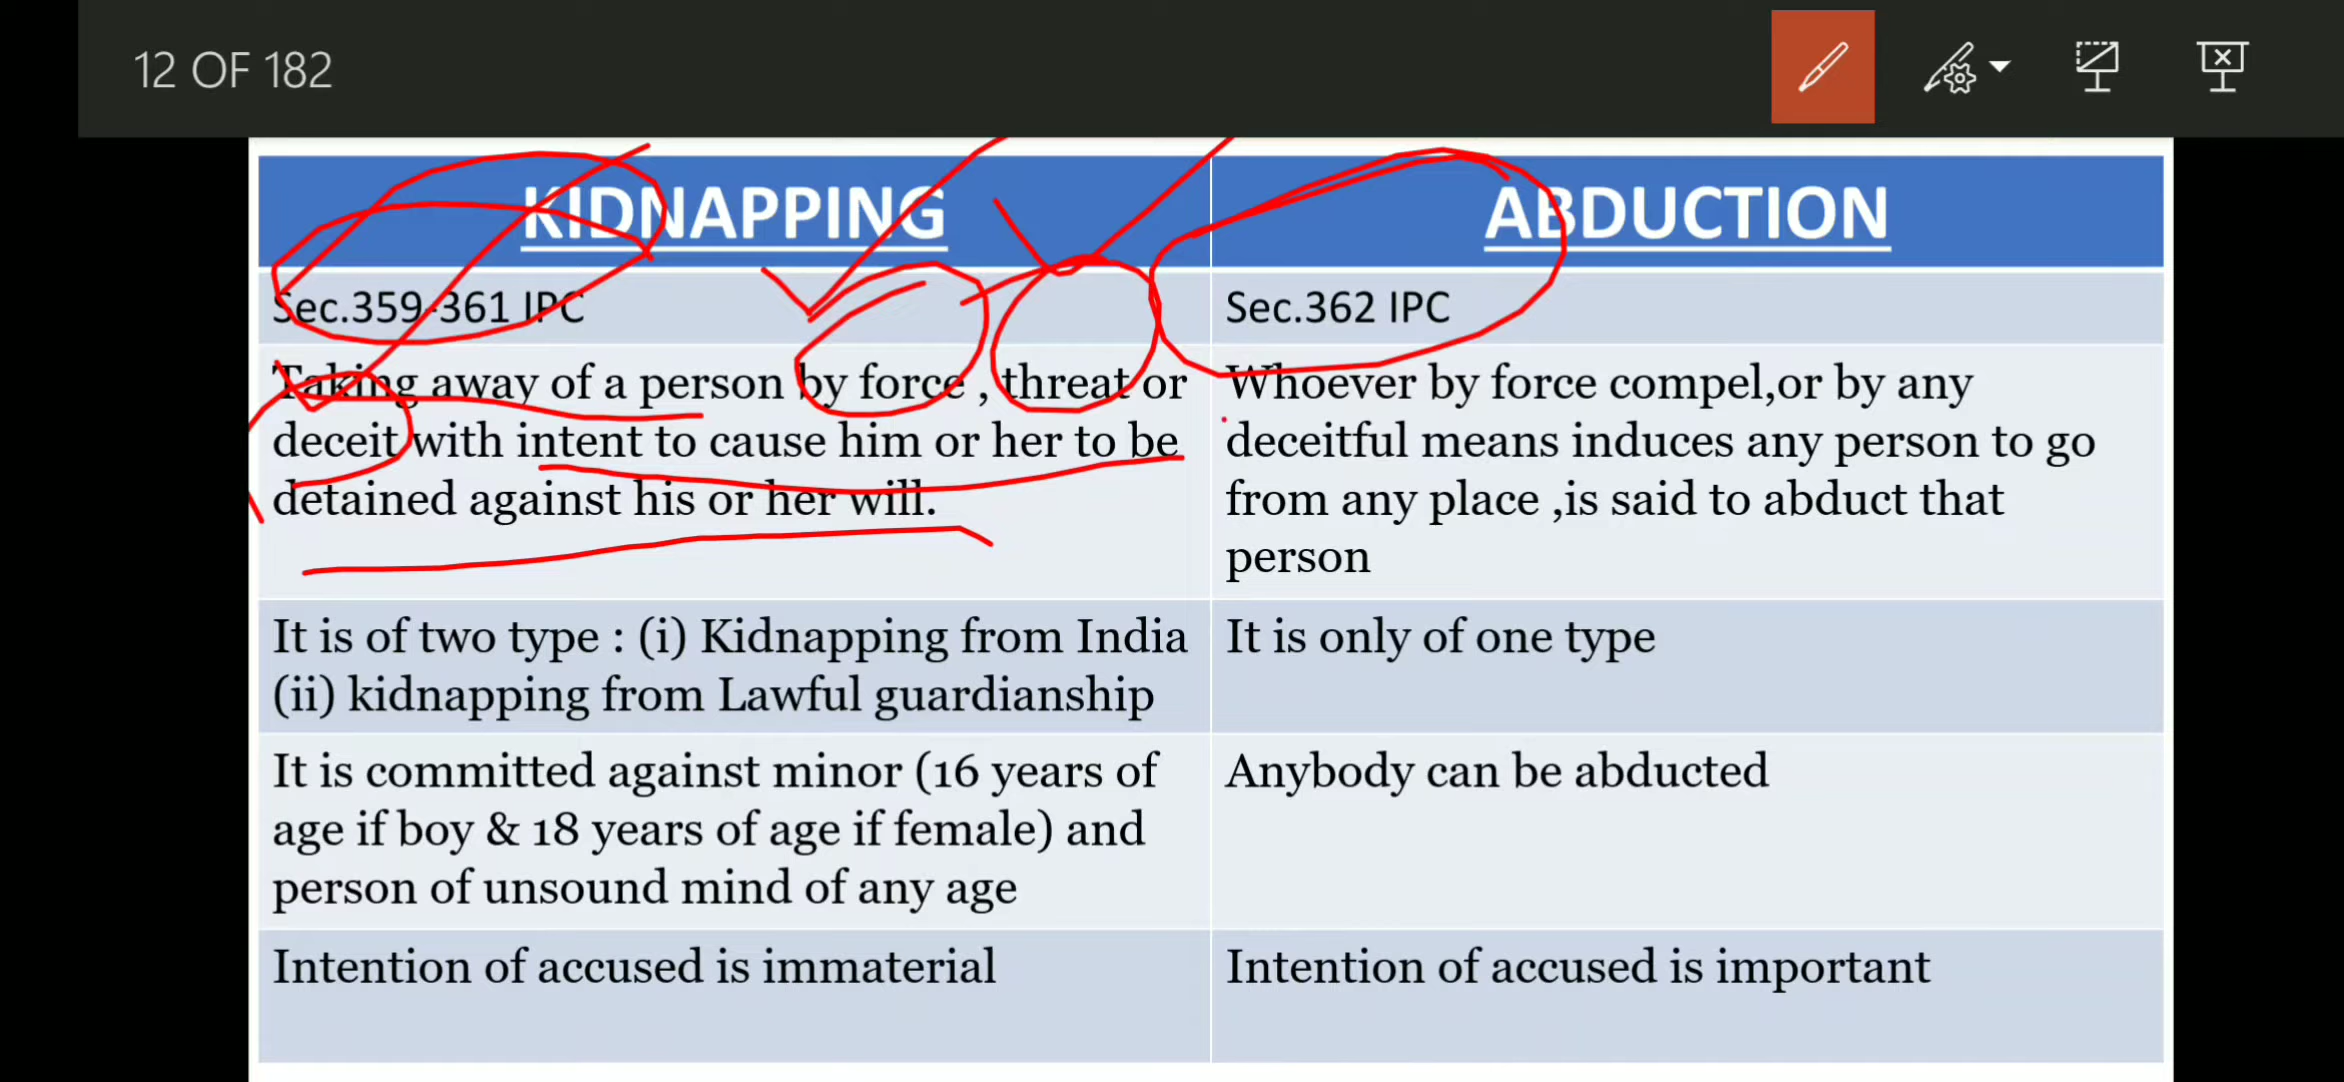 12 OF 182
KIDNAPPING
ABDUCTION
Sec.359-361 IPC
Sec.362 IPC
Taking away of a person by force , threat or
deceit with intent to cause him or her to be
detained against his or her will.
Whoever by force compel,or by any
deceitful means induces any person to go
from any place ,is said to abduct that
person
It is of two type : (i) Kidnapping from India
(ii) kidnapping from Lawful guardianship
It is only of one type
It is committed against minor (16 years of
age if boy & 18 years of age if female) and
person of unsound mind of any age
Anybody can be abducted
Intention of accused is immaterial
Intention of accused is important